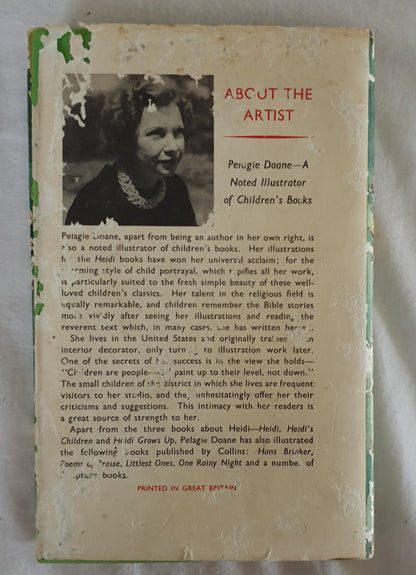 ABOUT THE
ARTIST
Pelagie Doane—A
Noted Illustrator
of Children's Books
Pelagie Doane, apart from being an author in her own right, is
also a noted illustrator of children's books. Her illustrations
for the Heidi books have won her universal acclaim; for the
charming style of child portrayal, which typifies all her work,
is particularly suited to the fresh simple beauty of these well-
loved children's classics. Her talent in the religious field is
equally remarkable, and children remember the Bible stories
more vividly after seeing her illustrations and reading the
reverent text which, in many cases, she has written herself.
She lives in the United States and originally trained as an
interior decorator, only turning to illustration work later.
One of the secrets of her success is in the view she holds—
"Children are people—so I paint up to their level, not down."
The small children of the district in which she lives are frequent
visitors to her studio, and they unhesitatingly offer her their
criticisms and suggestions. This intimacy with her readers is
a great source of strength to her.
Apart from the three books about Heidi—Heidi, Heidi's
Children and Heidi Grows Up, Pelagie Doane has also illustrated
the following books published by Collins: Hans Brinker,
Poems of Praise, Littlest Ones, One Rainy Night and a number of
Scripture books.
PRINTED IN GREAT BRITAIN